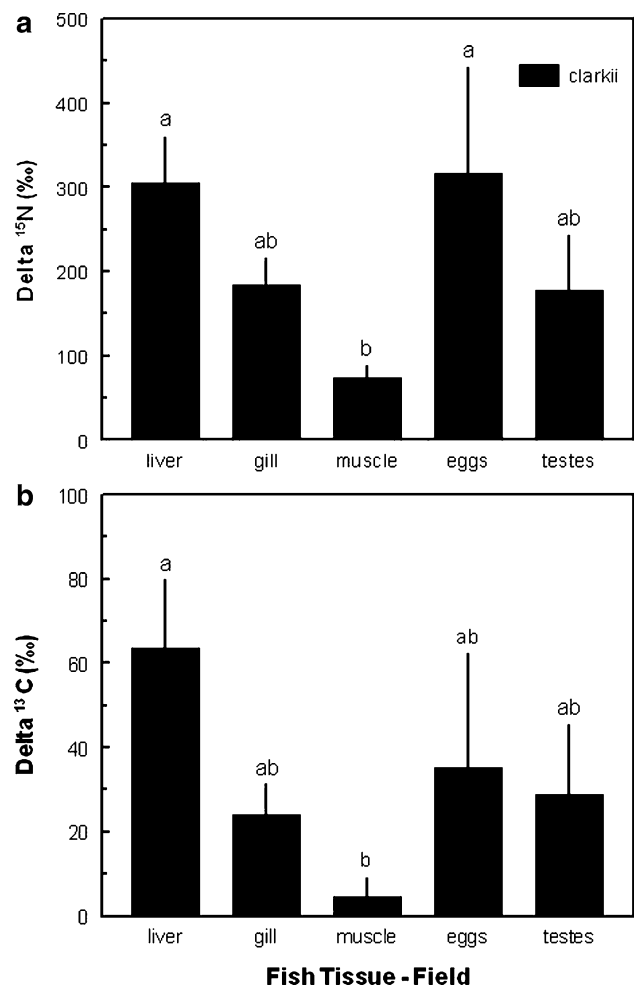 a
500
a
clarkii
400
a
Delta ¹⁵N (‰)
300
ab
ab
200
b
100
0
liver gill muscle eggs testes
b
100
a
80
ab
Delta ¹³C (‰)
60
ab
ab
40
20
b
0
liver gill muscle eggs testes
Fish Tissue - Field